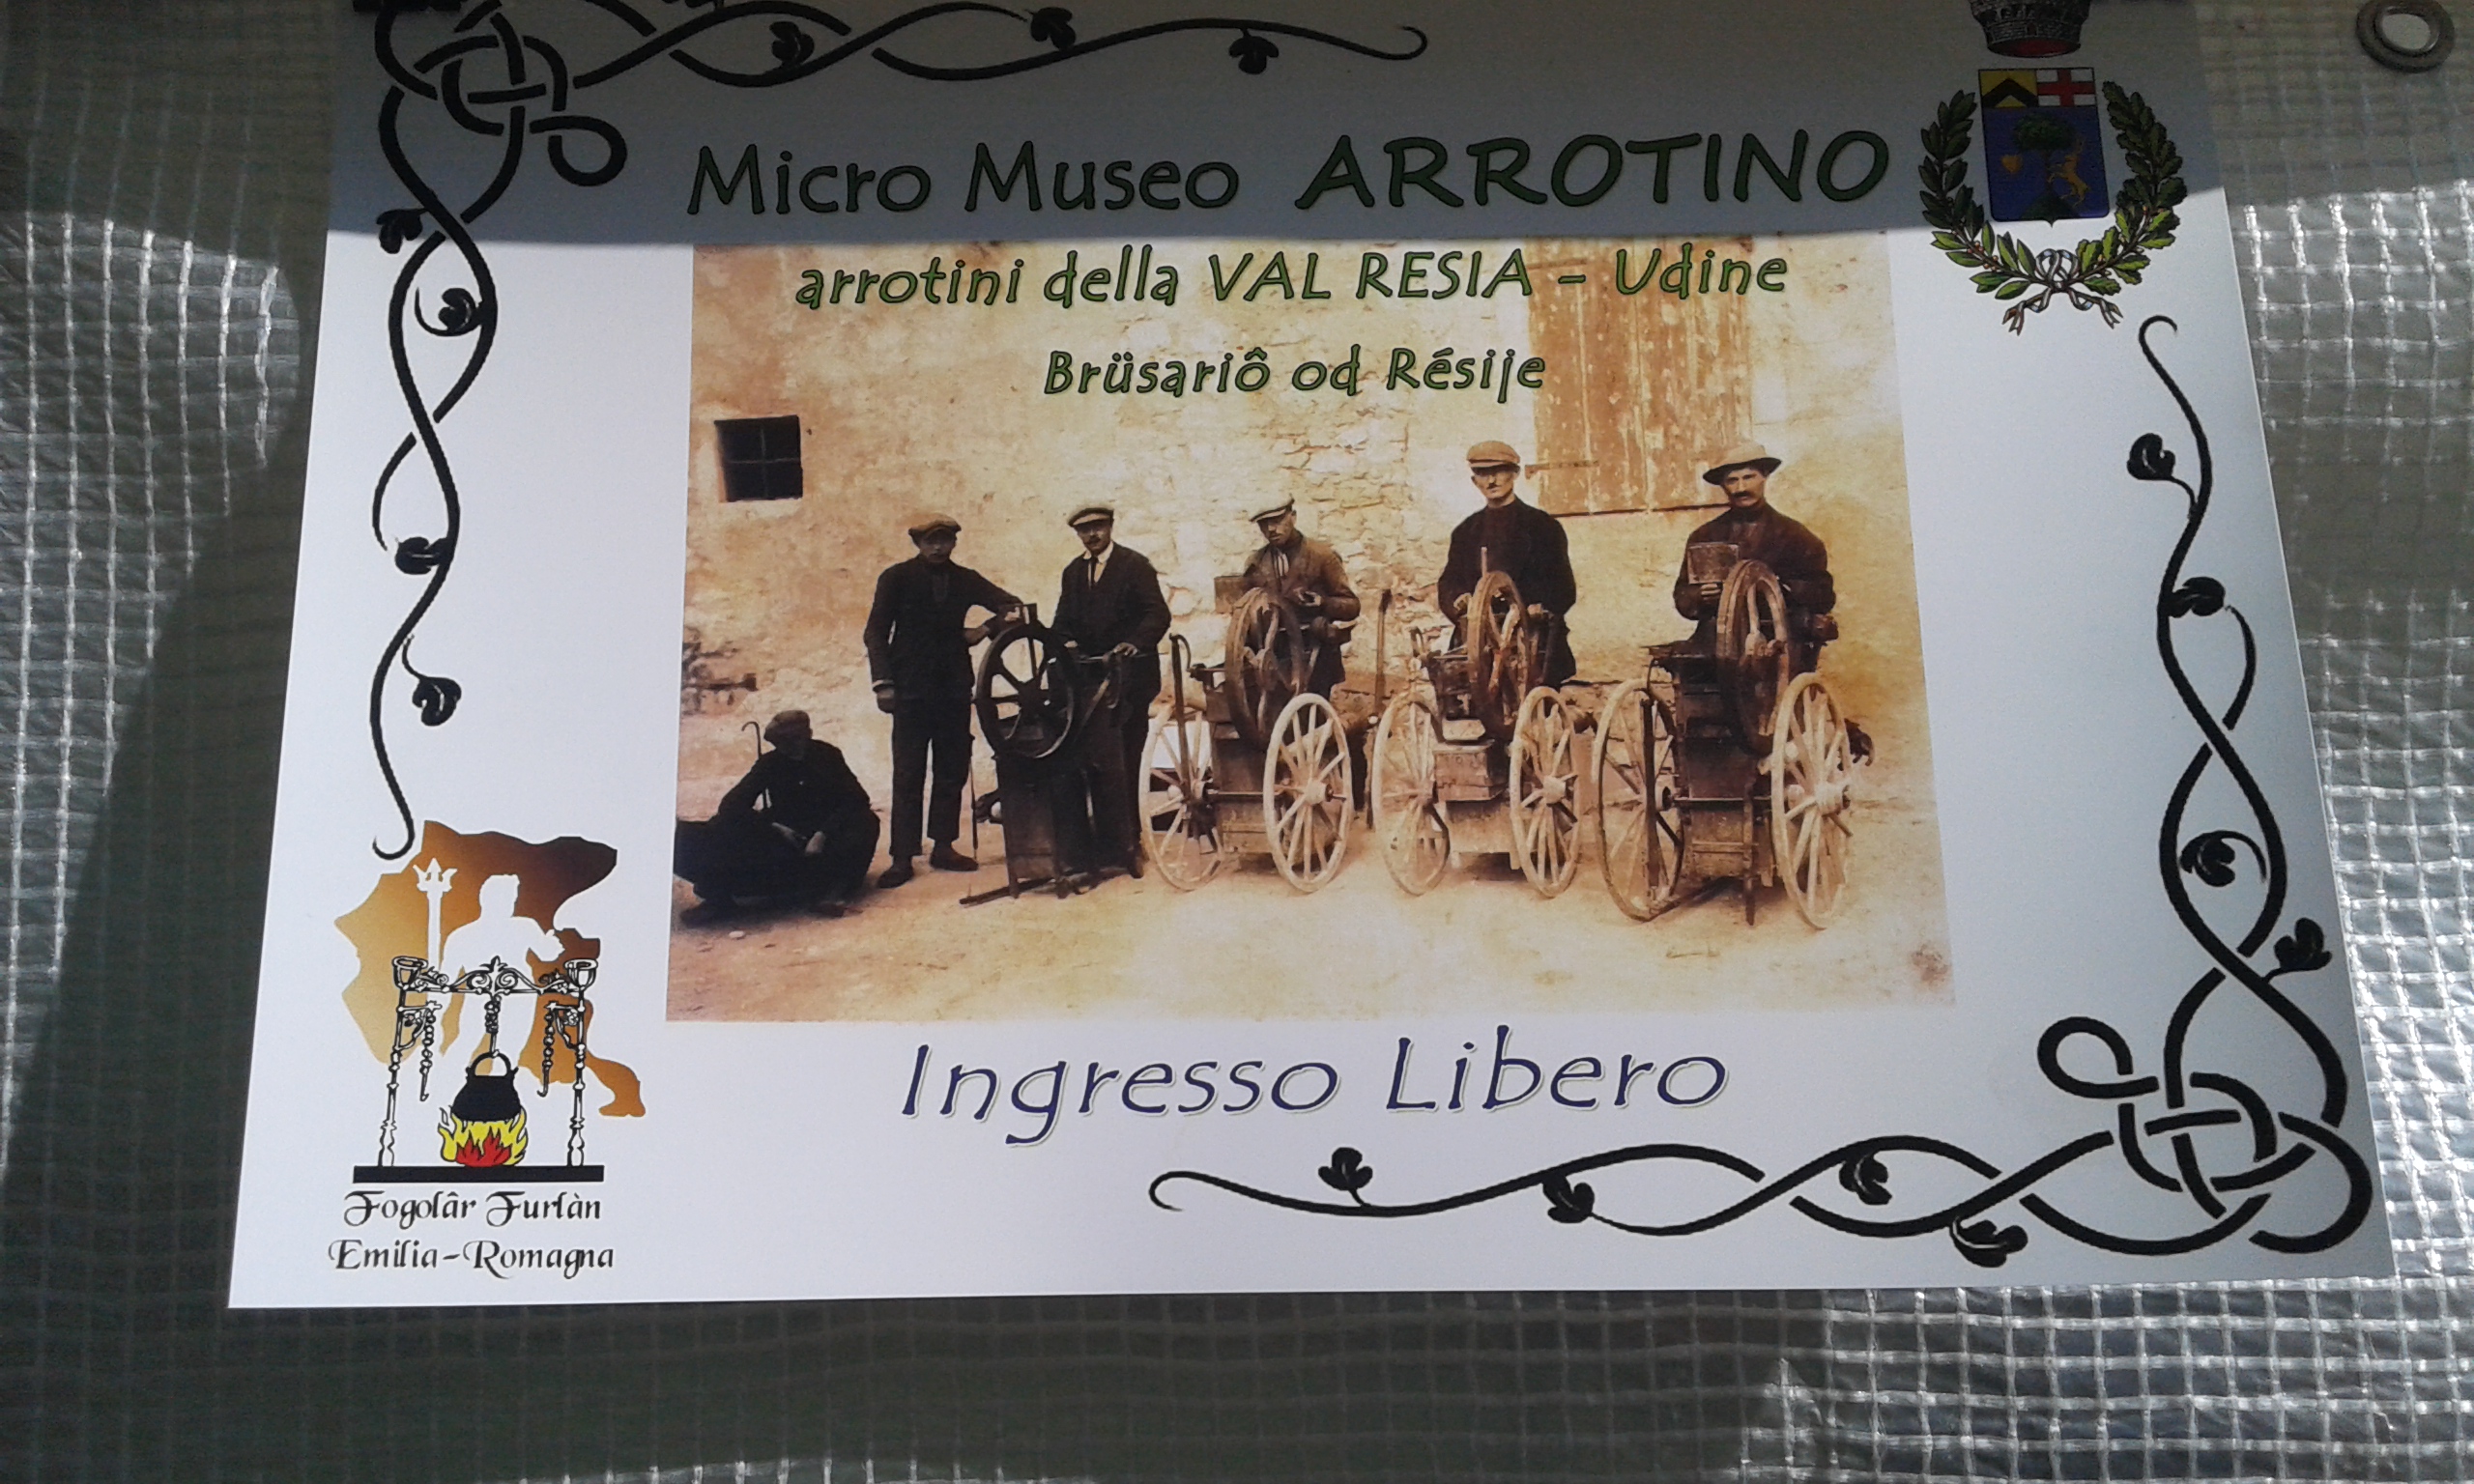 Micro Museo ARROTINO
arrotini della VAL RESIA - Udine
Brüsariô od Résije
Ingresso Libero
Fogolâr Furlàn
Emilia-Romagna